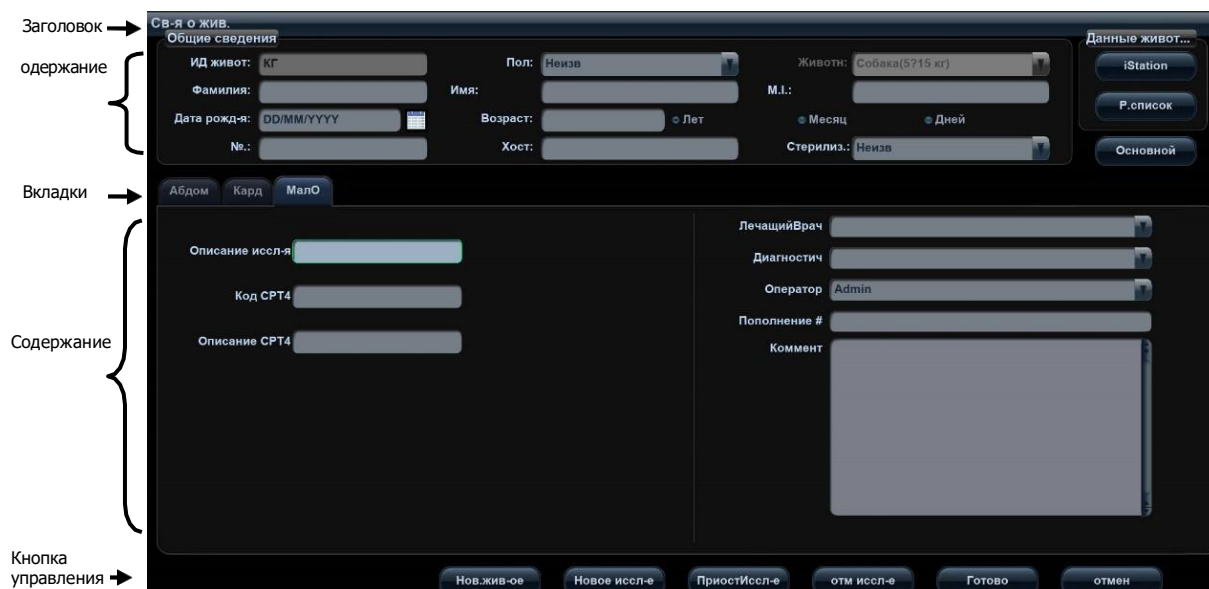 Заголовок
Св-я о жив.
Общие сведения
Данные живот...
одержание
ИД живот: КГ Пол: Неизв Животн: Собака(5?15 кг) iStation
Фамилия: Имя: M.I.:
Р.список
Дата рожд-я: DD/MM/YYYY Возраст: Лет Месяц Дней
№.: Хост: Стерилиз.: Неизв Основной
Вкладки
Абдом Кард МалО
ЛечащийВрач
Описание иссл-я
Диагностич
Код CPT4
Оператор Admin
Пополнение #
Содержание
Описание CPT4
Коммент
Кнопка
управления
Нов.жив-ое Новое иссл-е ПриостИссл-е отм иссл-е Готово отмен